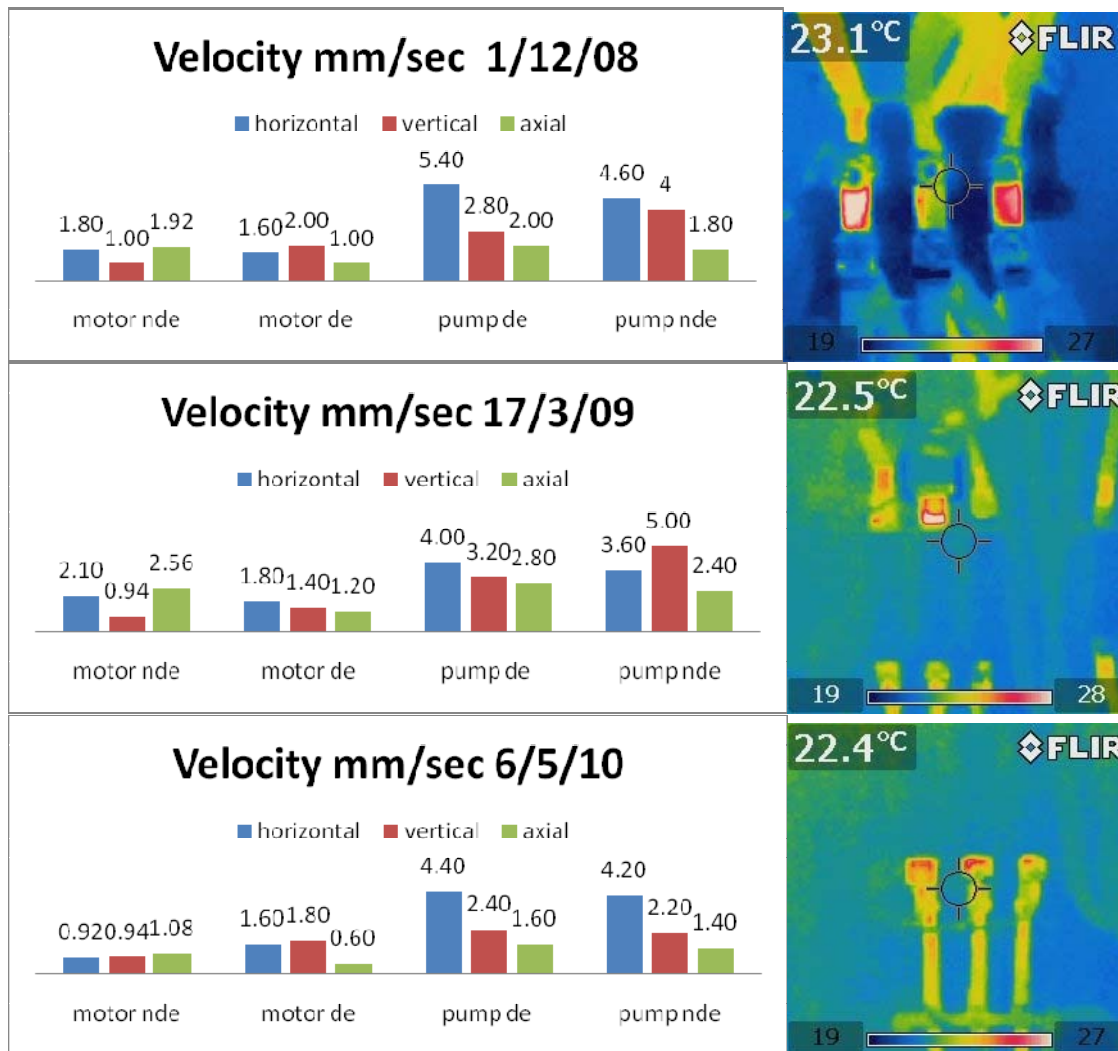 Velocity mm/sec 1/12/08
horizontal vertical axial
5.40
4.60 4
1.80 1.00 1.92
1.60 2.00 1.00
2.80 2.00
1.80
motor nde motor de pump de pump nde
23.1°C FLIR
19 27
Velocity mm/sec 17/3/09
horizontal vertical axial
2.10 0.94 2.56
1.80 1.40 1.20
4.00 3.20 2.80
3.60 5.00 2.40
motor nde motor de pump de pump nde
22.5°C FLIR
19 28
Velocity mm/sec 6/5/10
horizontal vertical axial
0.92 0.94 1.08
1.60 1.80 0.60
4.40 2.40 1.60
4.20 2.20 1.40
motor nde motor de pump de pump nde
22.4°C FLIR
19 27